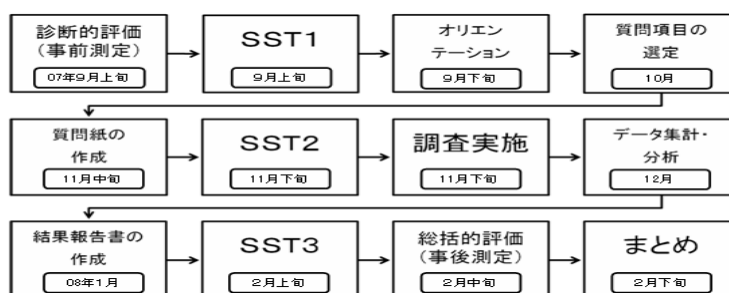 診断的評価
(事前測定)
07年9月上旬
SST1
9月上旬
オリエン
テーション
9月下旬
質問項目の
選定
10月
質問紙の
作成
11月中旬
SST2
11月下旬
調査実施
11月下旬
データ集計・
分析
12月
結果報告書の
作成
08年1月
SST3
2月上旬
総括的評価
(事後測定)
2月中旬
まとめ
2月下旬